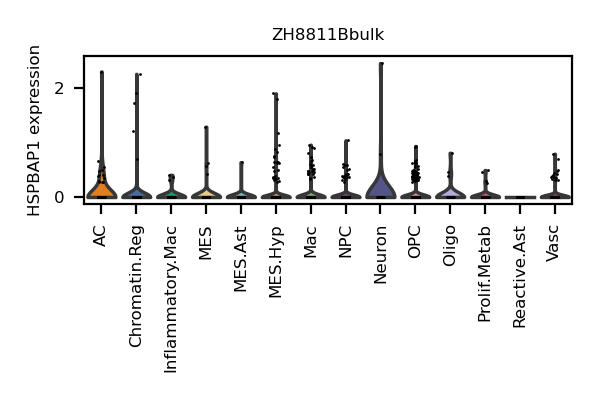 ZH8811Bbulk
HSPBAP1 expression
2
0
AC
Chromatin.Reg
Inflammatory.Mac
MES
MES.Ast
MES.Hyp
Mac
NPC
Neuron
OPC
Oligo
Prolif.Metab
Reactive.Ast
Vasc